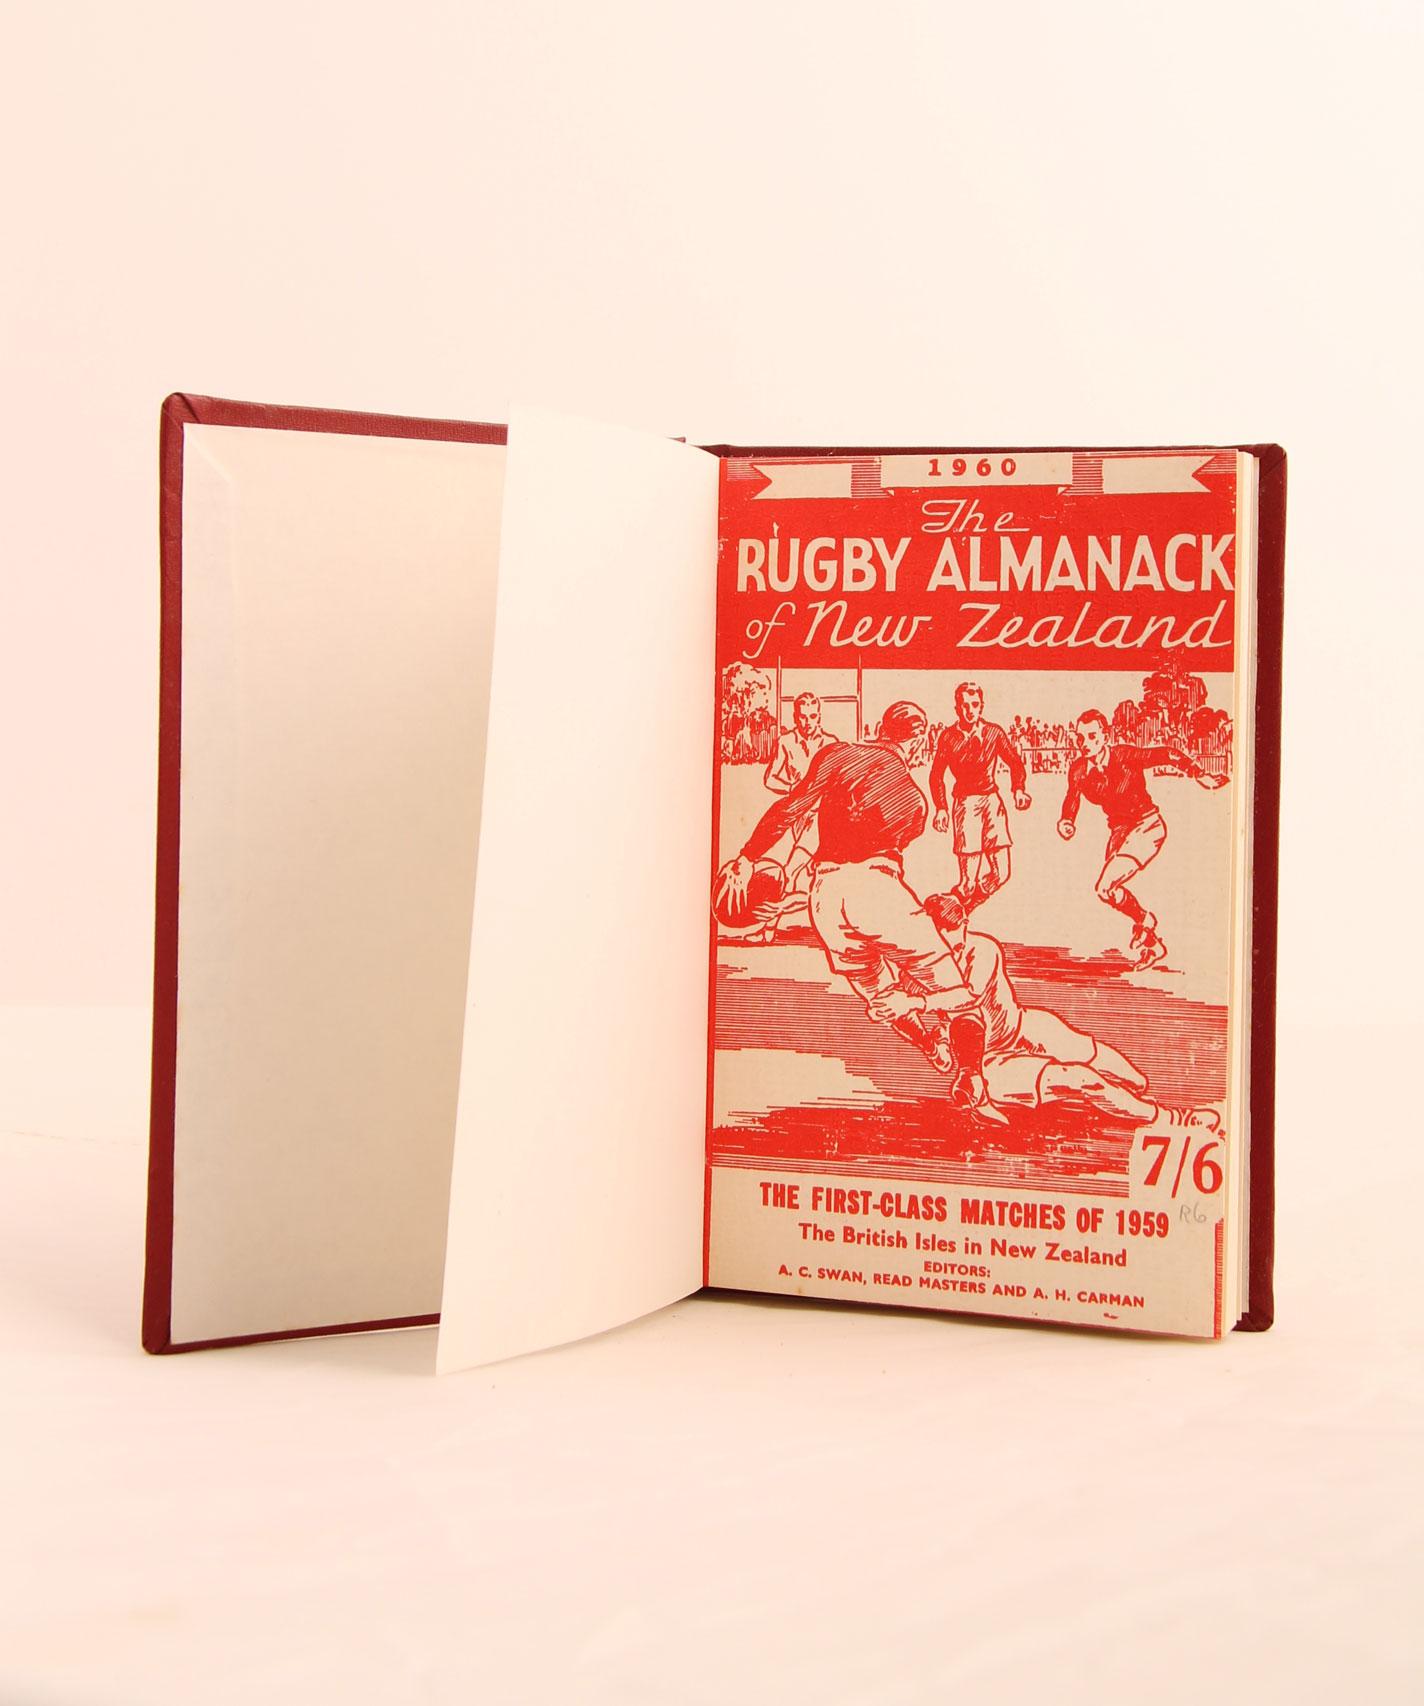 1960
The
RUGBY ALMANACK
of New Zealand
7/6
THE FIRST-CLASS MATCHES OF 1959
R6
The British Isles in New Zealand
EDITORS:
A. C. SWAN, READ MASTERS AND A. H. CARMAN